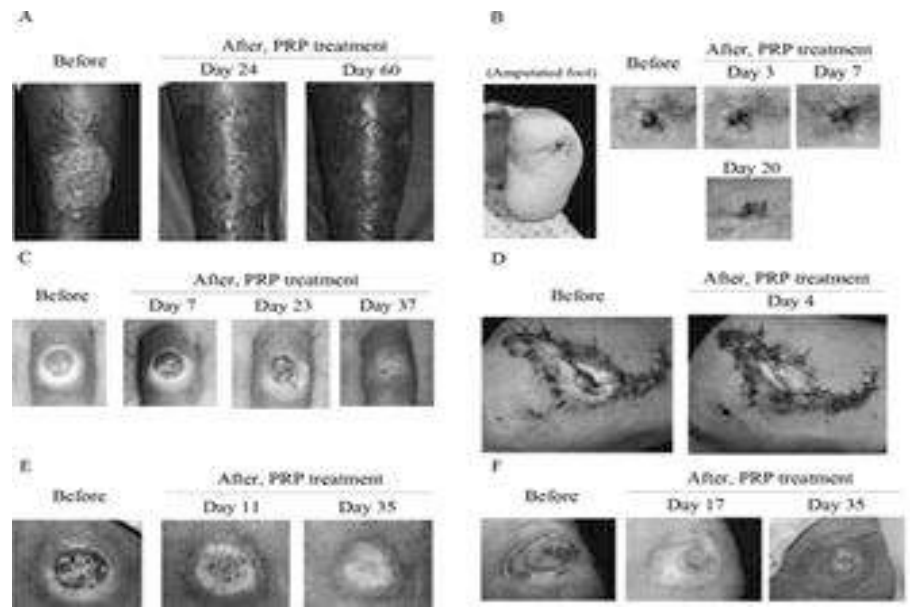 A
After, PRP treatment
Before
Day 24
Day 60
B
After, PRP treatment
(Amputated foot)
Before
Day 3
Day 7
Day 20
C
After, PRP treatment
Before
Day 7
Day 23
Day 37
D
After, PRP treatment
Before
Day 4
E
After, PRP treatment
Before
Day 11
Day 35
F
After, PRP treatment
Before
Day 17
Day 35